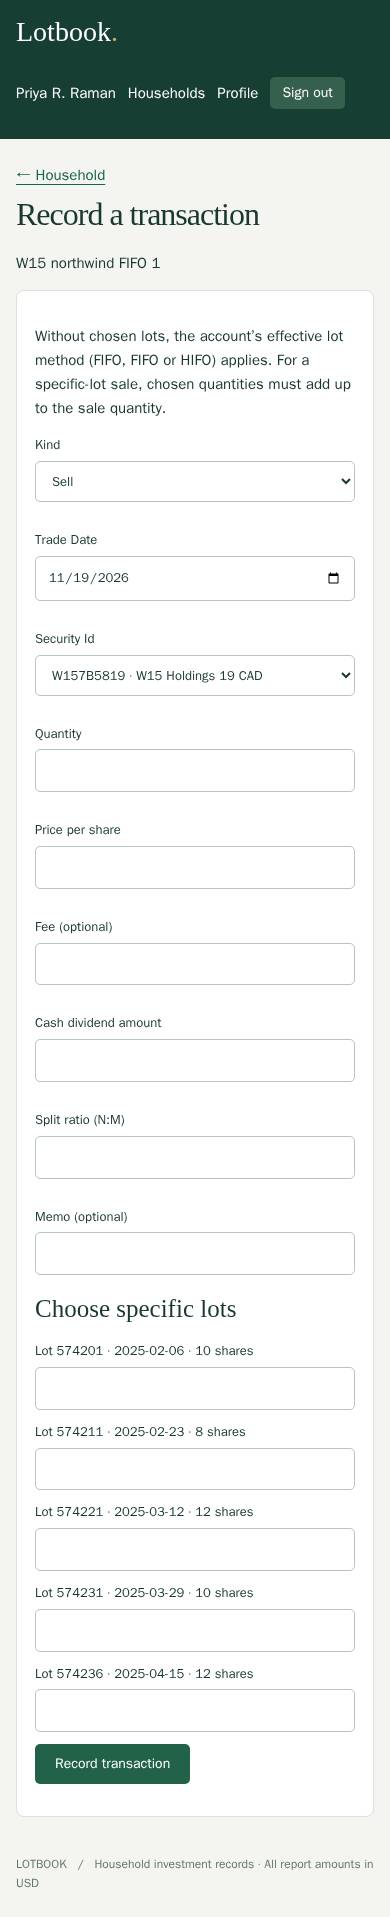 Lotbook.
Priya R. Raman Households Profile Sign out
← Household
Record a transaction
W15 northwind FIFO 1
Without chosen lots, the account's effective lot
method (FIFO, FIFO or HIFO) applies. For a
specific-lot sale, chosen quantities must add up
to the sale quantity.
Kind
Sell
Trade Date
11/19/2026
Security Id
W157B5819 · W15 Holdings 19 CAD
Quantity
Price per share
Fee (optional)
Cash dividend amount
Split ratio (N:M)
Memo (optional)
Choose specific lots
Lot 574201 · 2025-02-06 · 10 shares
Lot 574211 · 2025-02-23 · 8 shares
Lot 574221 · 2025-03-12 · 12 shares
Lot 574231 · 2025-03-29 · 10 shares
Lot 574236 · 2025-04-15 · 12 shares
Record transaction
LOTBOOK / Household investment records · All report amounts in
USD